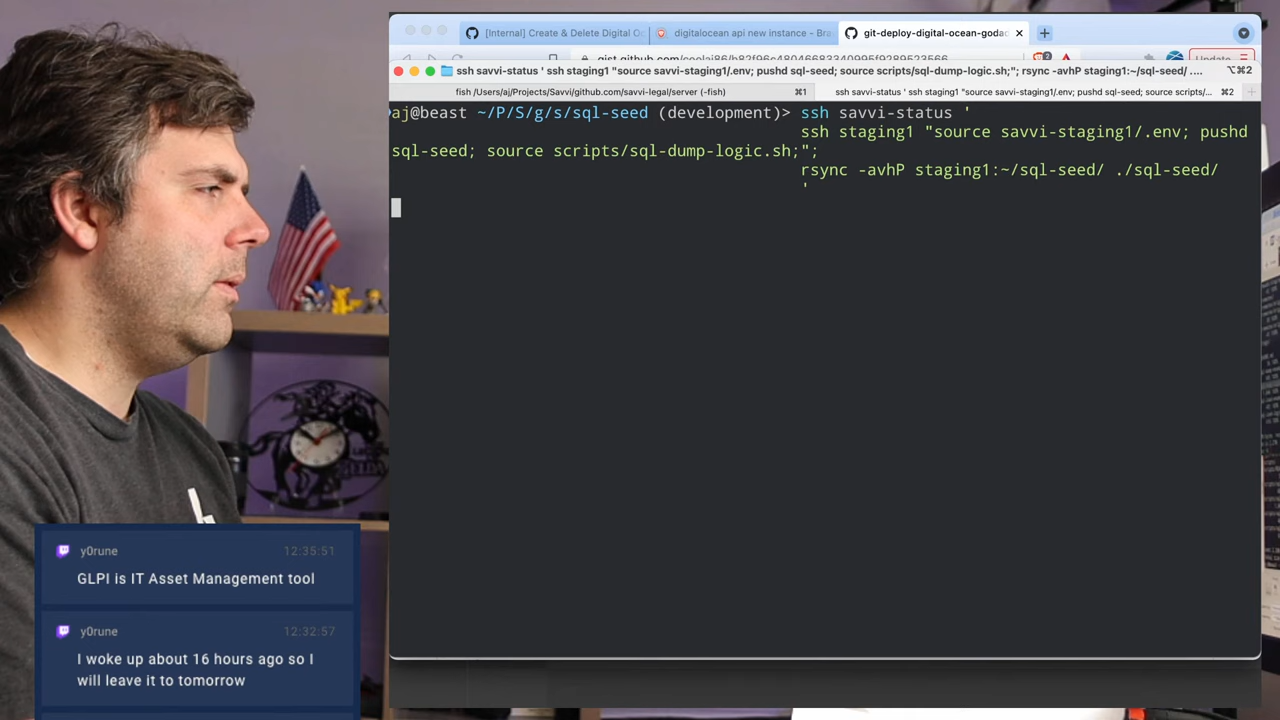 [Internal] Create & Delete Digital Oc
digitalocean api new instance - Bra
git-deploy-digital-ocean-godad
Update
ssh savvi-status ' ssh staging1 "source savvi-staging1/.env; pushd sql-seed; source scripts/sql-dump-logic.sh;"; rsync -avhP staging1:~/sql-seed/ ....
⌥⌘2
fish /Users/aj/Projects/Savvi/github.com/savvi-legal/server (-fish)
⌘1
ssh savvi-status ' ssh staging1 "source savvi-staging1/.env; pushd sql-seed; source scripts/...
⌘2
aj@beast ~/P/S/g/s/sql-seed (development)> ssh savvi-status '
ssh staging1 "source savvi-staging1/.env; pushd
sql-seed; source scripts/sql-dump-logic.sh;";
rsync -avhP staging1:~/sql-seed/ ./sql-seed/
'
y0rune 12:35:51
GLPI is IT Asset Management tool
y0rune 12:32:57
I woke up about 16 hours ago so I
will leave it to tomorrow